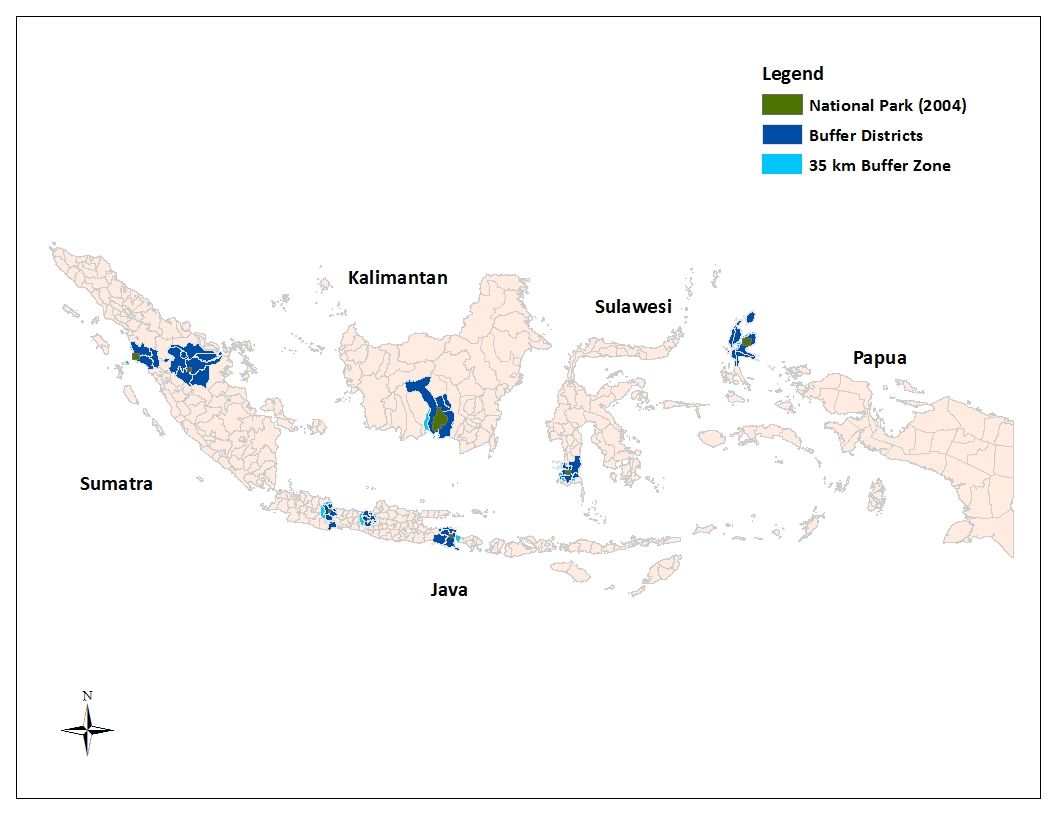 Legend
National Park (2004)
Buffer Districts
35 km Buffer Zone
Kalimantan
Sulawesi
Papua
Sumatra
Java
N